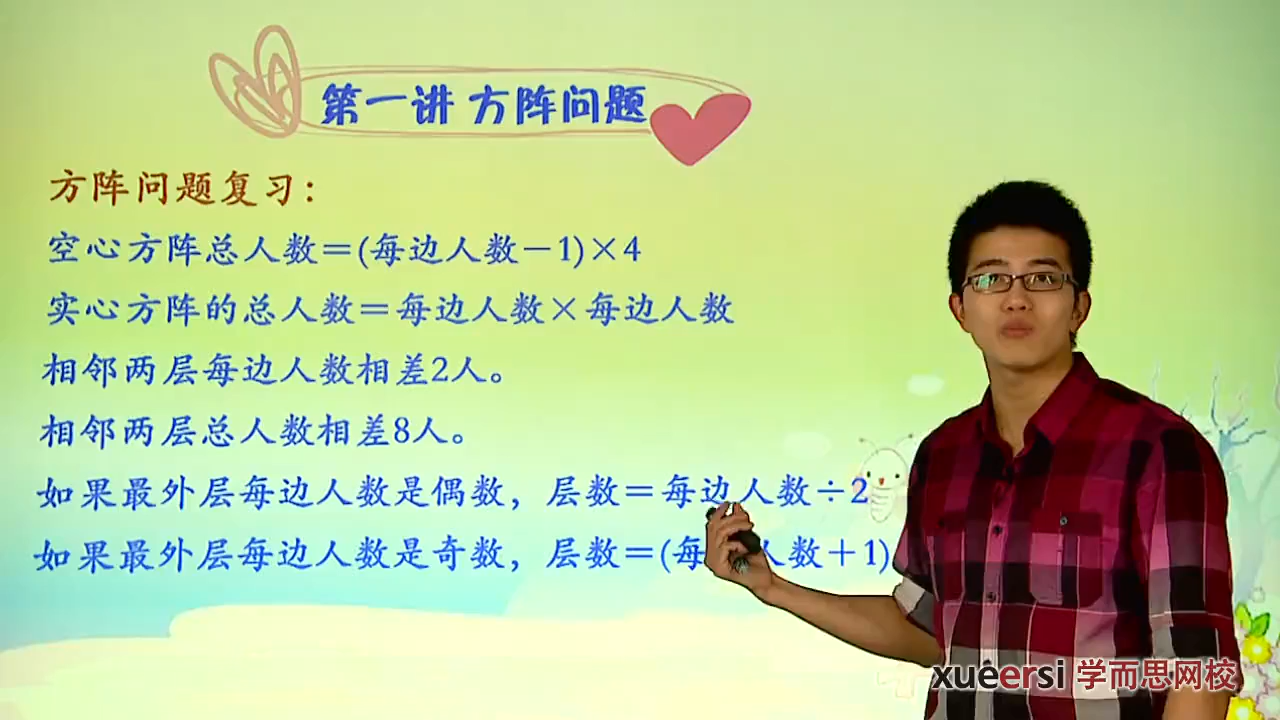 第一讲 方阵问题
方阵问题复习：
空心方阵总人数＝(每边人数－1)×4
实心方阵的总人数＝每边人数×每边人数
相邻两层每边人数相差2人。
相邻两层总人数相差8人。
如果最外层每边人数是偶数，层数＝每边人数÷2
如果最外层每边人数是奇数，层数＝(每 人数＋1)
xueersi 学而思网校